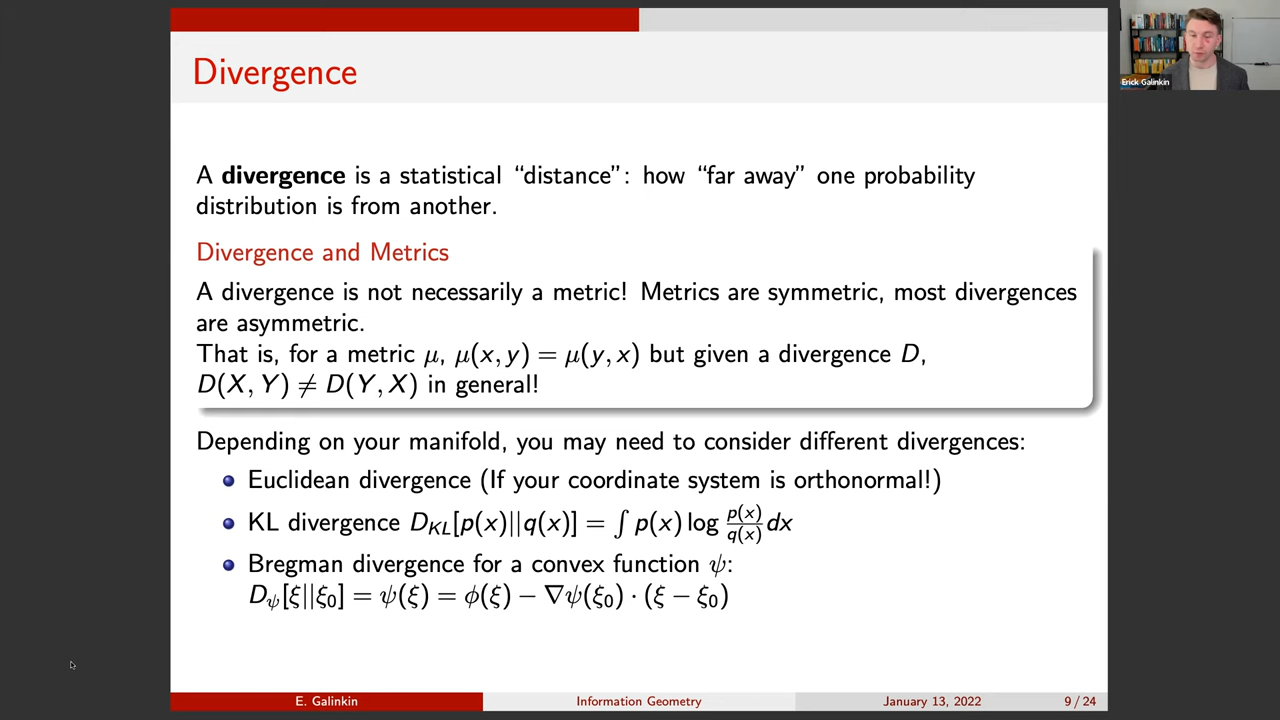 Divergence
A divergence is a statistical “distance”: how “far away” one probability
distribution is from another.
Divergence and Metrics
A divergence is not necessarily a metric! Metrics are symmetric, most divergences
are asymmetric.
That is, for a metric μ, μ(x, y) = μ(y, x) but given a divergence D,
D(X, Y) ≠ D(Y, X) in general!
Depending on your manifold, you may need to consider different divergences:
Euclidean divergence (If your coordinate system is orthonormal!)
KL divergence D_KL[p(x)||q(x)] = ∫ p(x) log p(x)/q(x) dx
Bregman divergence for a convex function ψ:
D_ψ[ξ||ξ₀] = ψ(ξ) = ϕ(ξ) − ∇ψ(ξ₀) · (ξ − ξ₀)
E. Galinkin
Information Geometry
January 13, 2022
9 / 24
Erick Galinkin